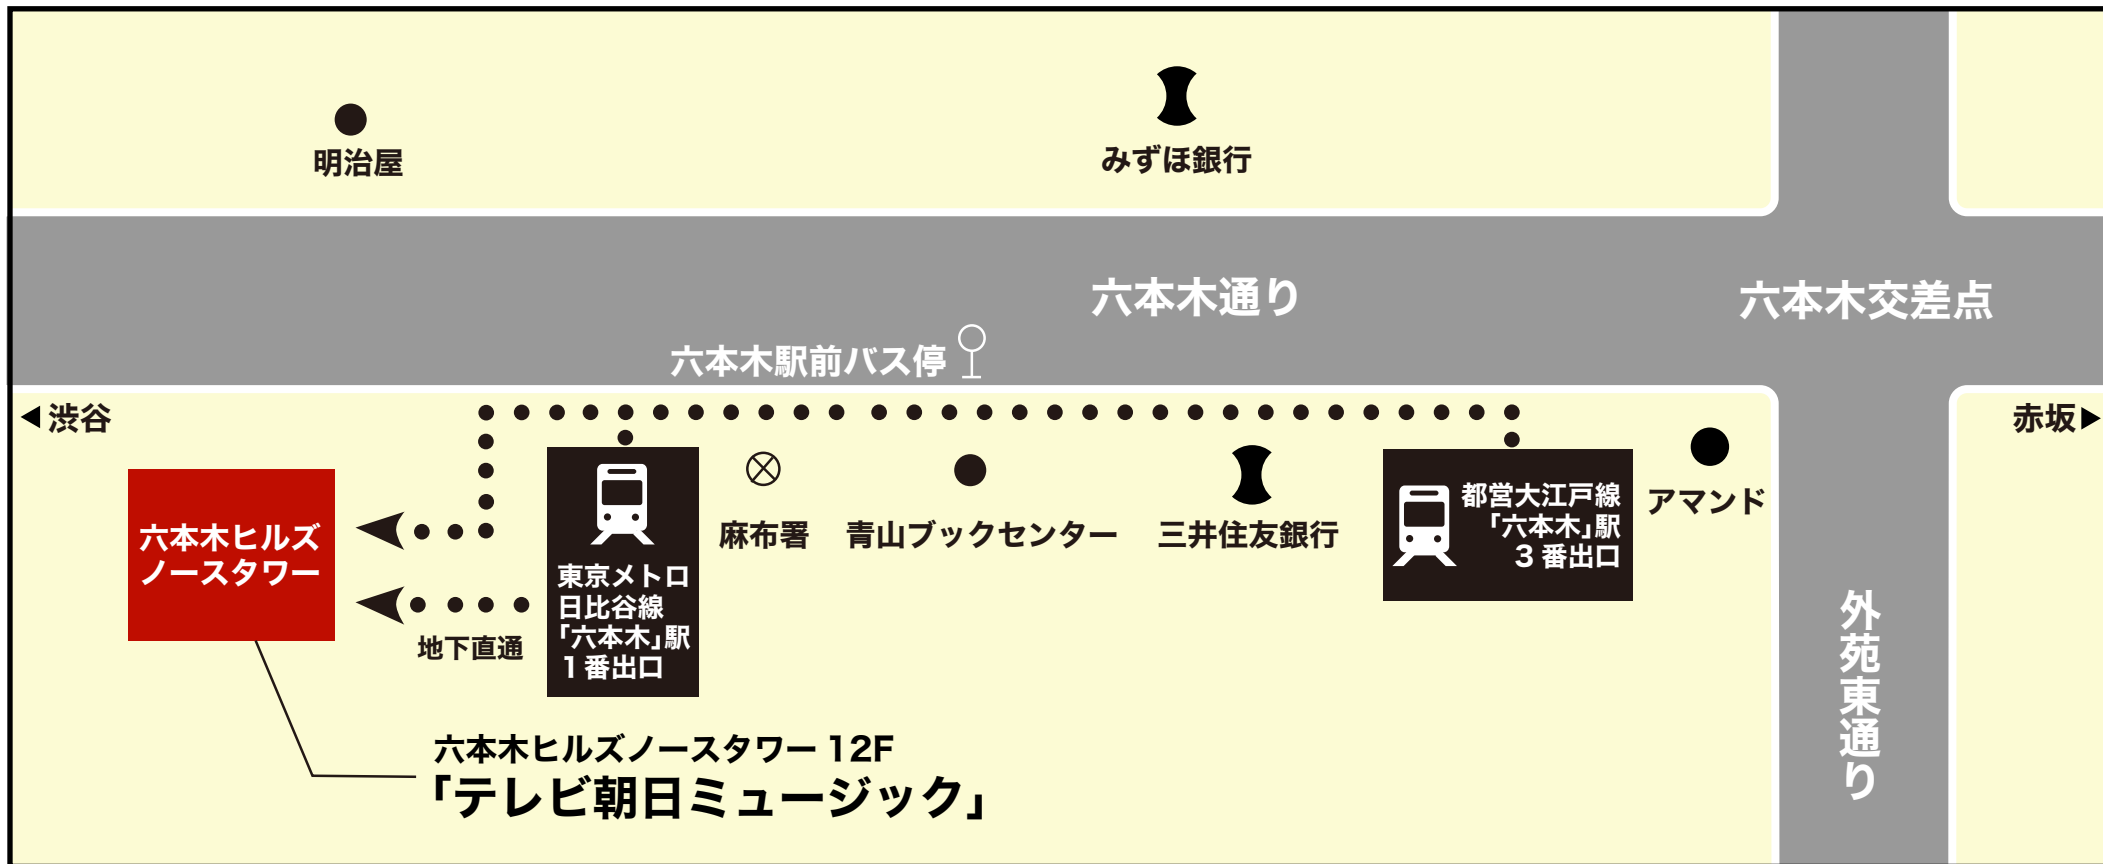 明治屋
みずほ銀行
六本木通り
六本木交差点
六本木駅前バス停
◀渋谷
赤坂▶
六本木ヒルズ
ノースタワー
地下直通
東京メトロ
日比谷線
「六本木」駅
1番出口
麻布署
青山ブックセンター
三井住友銀行
都営大江戸線
「六本木」駅
3番出口
アマンド
外苑東通り
六本木ヒルズノースタワー 12F
「テレビ朝日ミュージック」